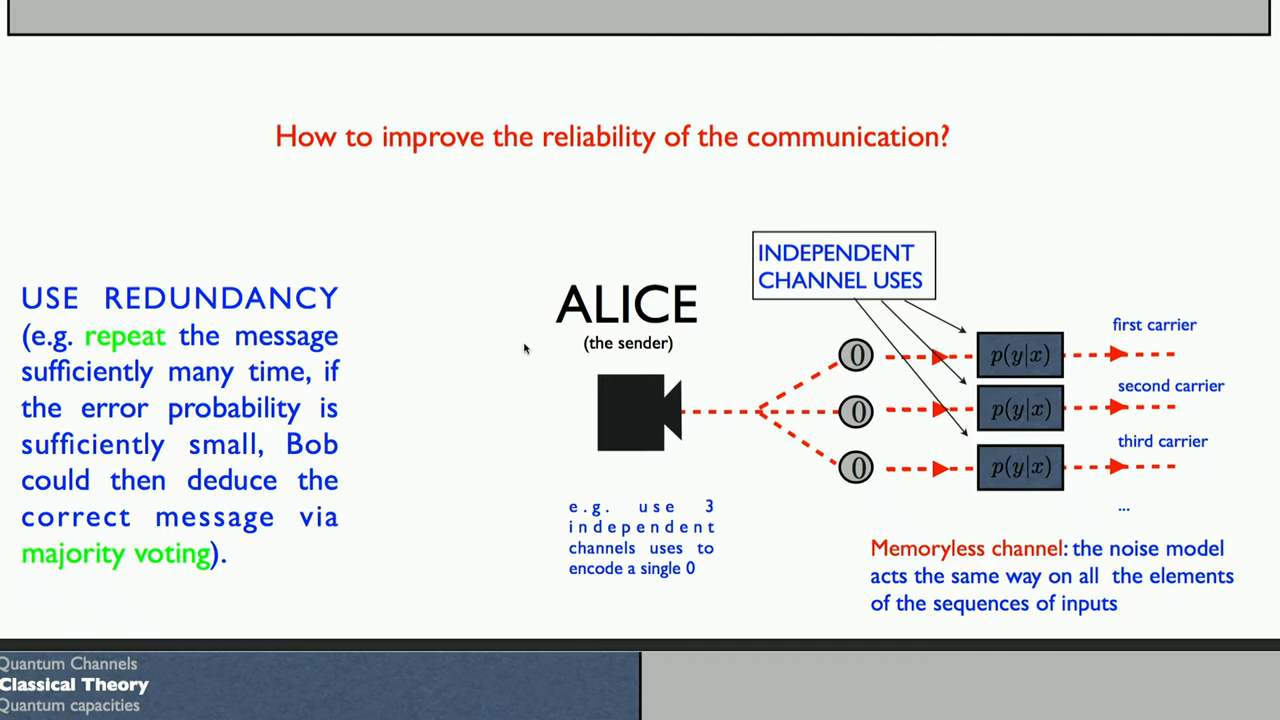 How to improve the reliability of the communication?
USE REDUNDANCY
(e.g. repeat the message
sufficiently many time, if
the error probability is
sufficiently small, Bob
could then deduce the
correct message via
majority voting).
ALICE
(the sender)
e.g. use 3
independent
channels uses to
encode a single 0
INDEPENDENT
CHANNEL USES
0
p(y|x)
first carrier
0
p(y|x)
second carrier
0
p(y|x)
third carrier
...
Memoryless channel: the noise model
acts the same way on all the elements
of the sequences of inputs
Quantum Channels
Classical Theory
Quantum capacities